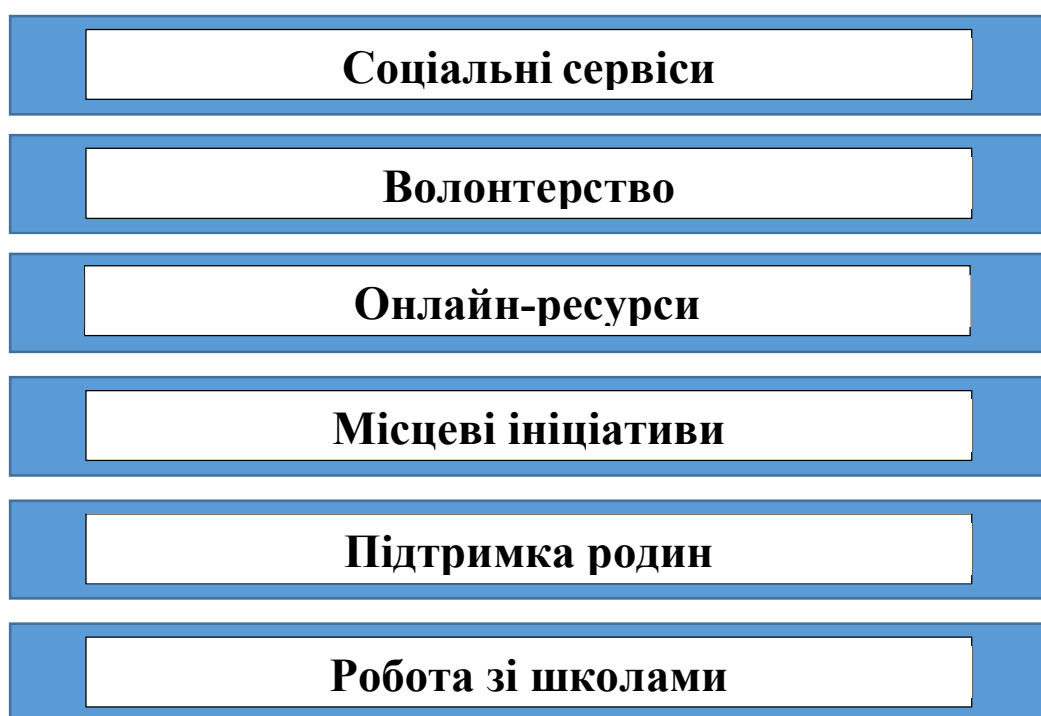 Соціальні сервіси
Волонтерство
Онлайн-ресурси
Місцеві ініціативи
Підтримка родин
Робота зі школами